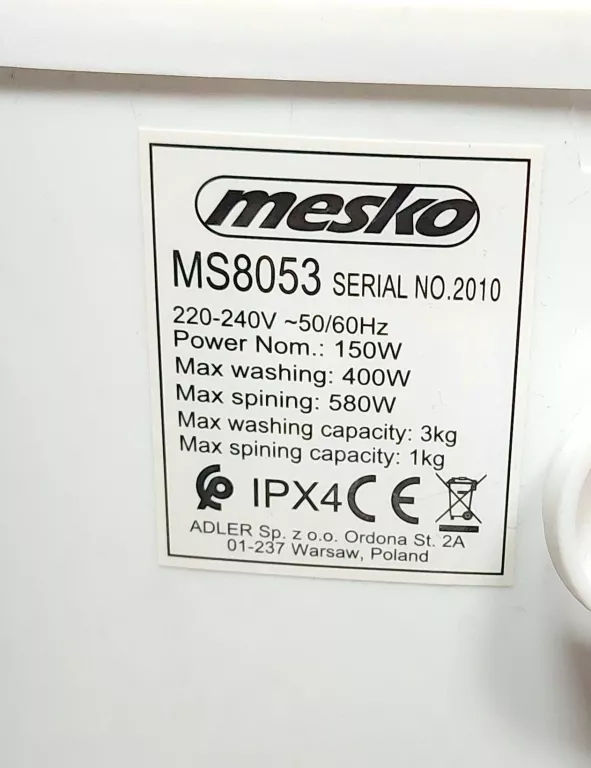 mesko
MS8053 SERIAL NO.2010
220-240V ~50/60Hz
Power Nom.: 150W
Max washing: 400W
Max spining: 580W
Max washing capacity: 3kg
Max spining capacity: 1kg
IPX4 CE
ADLER Sp. z o.o. Ordona St. 2A
01-237 Warsaw, Poland